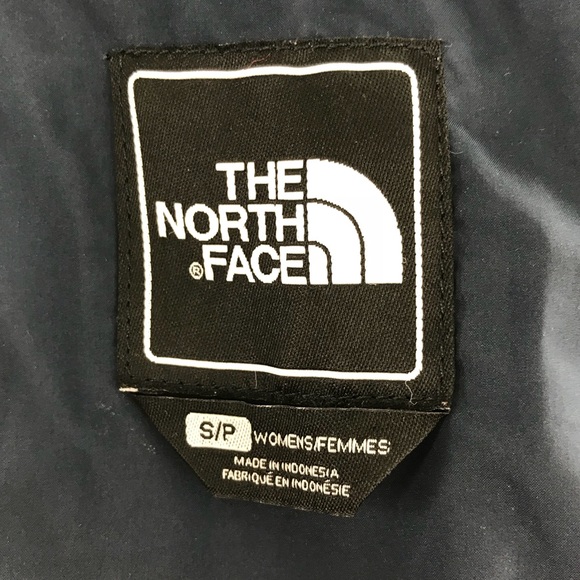 THE
NORTH
® FACE
S/P WOMENS/FEMMES
MADE IN INDONESIA
FABRIQUÉ EN INDONÉSIE